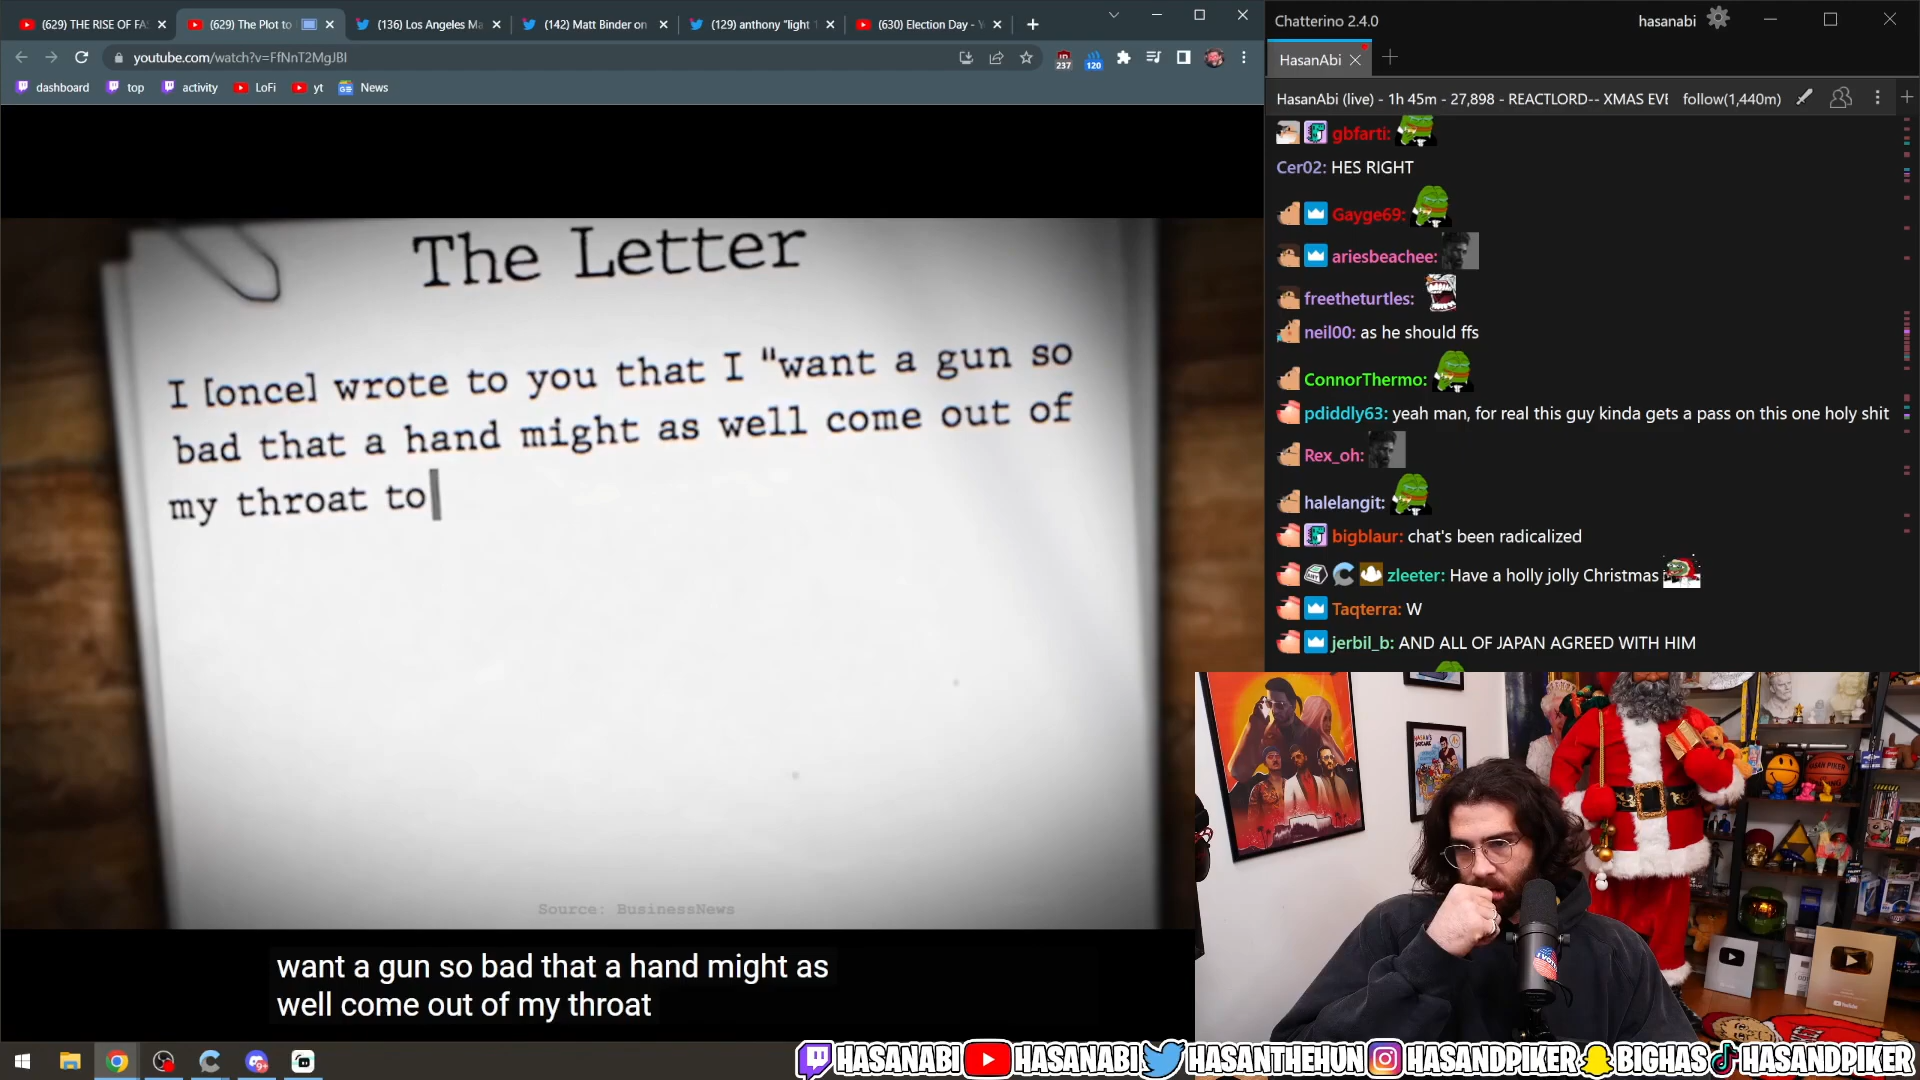 (629) THE RISE OF FA
(629) The Plot to
(136) Los Angeles Ma
(142) Matt Binder on
(129) anthony "light
(630) Election Day - Y
youtube.com/watch?v=FfNnT2MgJBI
237
120
dashboard
top
activity
LoFi
yt
News
The Letter
I [once] wrote to you that I "want a gun so
bad that a hand might as well come out of
my throat to
Source: BusinessNews
want a gun so bad that a hand might as
well come out of my throat
Chatterino 2.4.0
hasanabi
HasanAbi
HasanAbi (live) - 1h 45m - 27,898 - REACTLORD-- XMAS EVE
follow(1,440m)
gbfarti:
Cer02: HES RIGHT
Gayge69:
ariesbeachee:
freetheturtles:
neil00: as he should ffs
ConnorThermo:
pdiddly63: yeah man, for real this guy kinda gets a pass on this one holy shit
Rex_oh:
halelangit:
bigblaur: chat's been radicalized
zleeter: Have a holly jolly Christmas
Taqterra: W
jerbil_b: AND ALL OF JAPAN AGREED WITH HIM
HASANABI HASANABI HASANTHEHUN HASANDPIKER BIGHAS HASANDPIKER